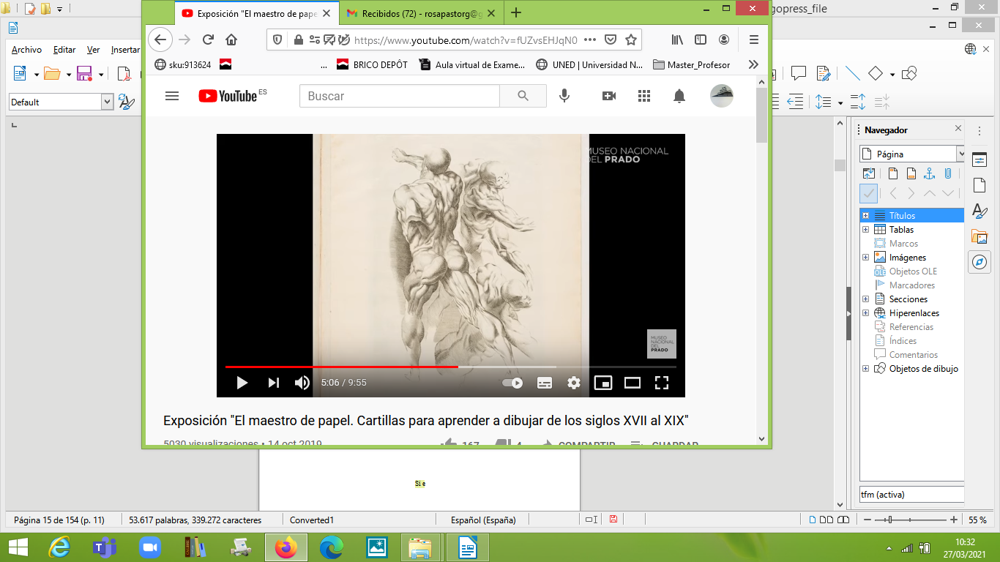 gopress_file
Exposición "El maestro de pape
Recibidos (72) - rosapastorg@g
https://www.youtube.com/watch?v=fUZvsEHJqN0
sku:913624
...
BRICO DEPÔT
Aula virtual de Exame...
UNED | Universidad N...
Master_Profesor
Archivo Editar Ver Insertar
Default
YouTube ES
Buscar
MUSEO NACIONAL
DEL PRADO
MUSEO
NACIONAL
DEL
PRADO
5:06 / 9:55
Exposición "El maestro de papel. Cartillas para aprender a dibujar de los siglos XVII al XIX"
5030 visualizaciones • 14 oct 2019
167
4
COMPARTIR
GUARDAR
Navegador
Página
Títulos
Tablas
Marcos
Imágenes
Objetos OLE
Marcadores
Secciones
Hiperenlaces
Referencias
Índices
Comentarios
Objetos de dibujo
tfm (activa)
Sie
Página 15 de 154 (p. 11)
53.617 palabras, 339.272 caracteres
Converted1
Español (España)
55 %
10:32
27/03/2021